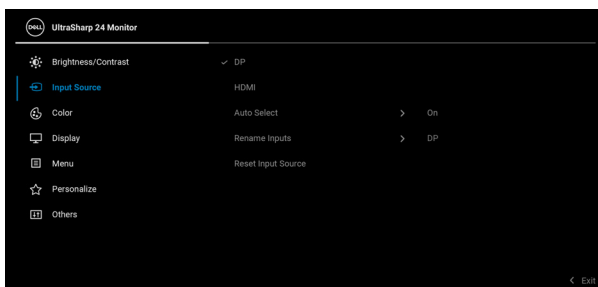 DELL UltraSharp 24 Monitor
Brightness/Contrast DP
Input Source HDMI
Color Auto Select > On
Display Rename Inputs > DP
Menu Reset Input Source
Personalize
Others
< Exit